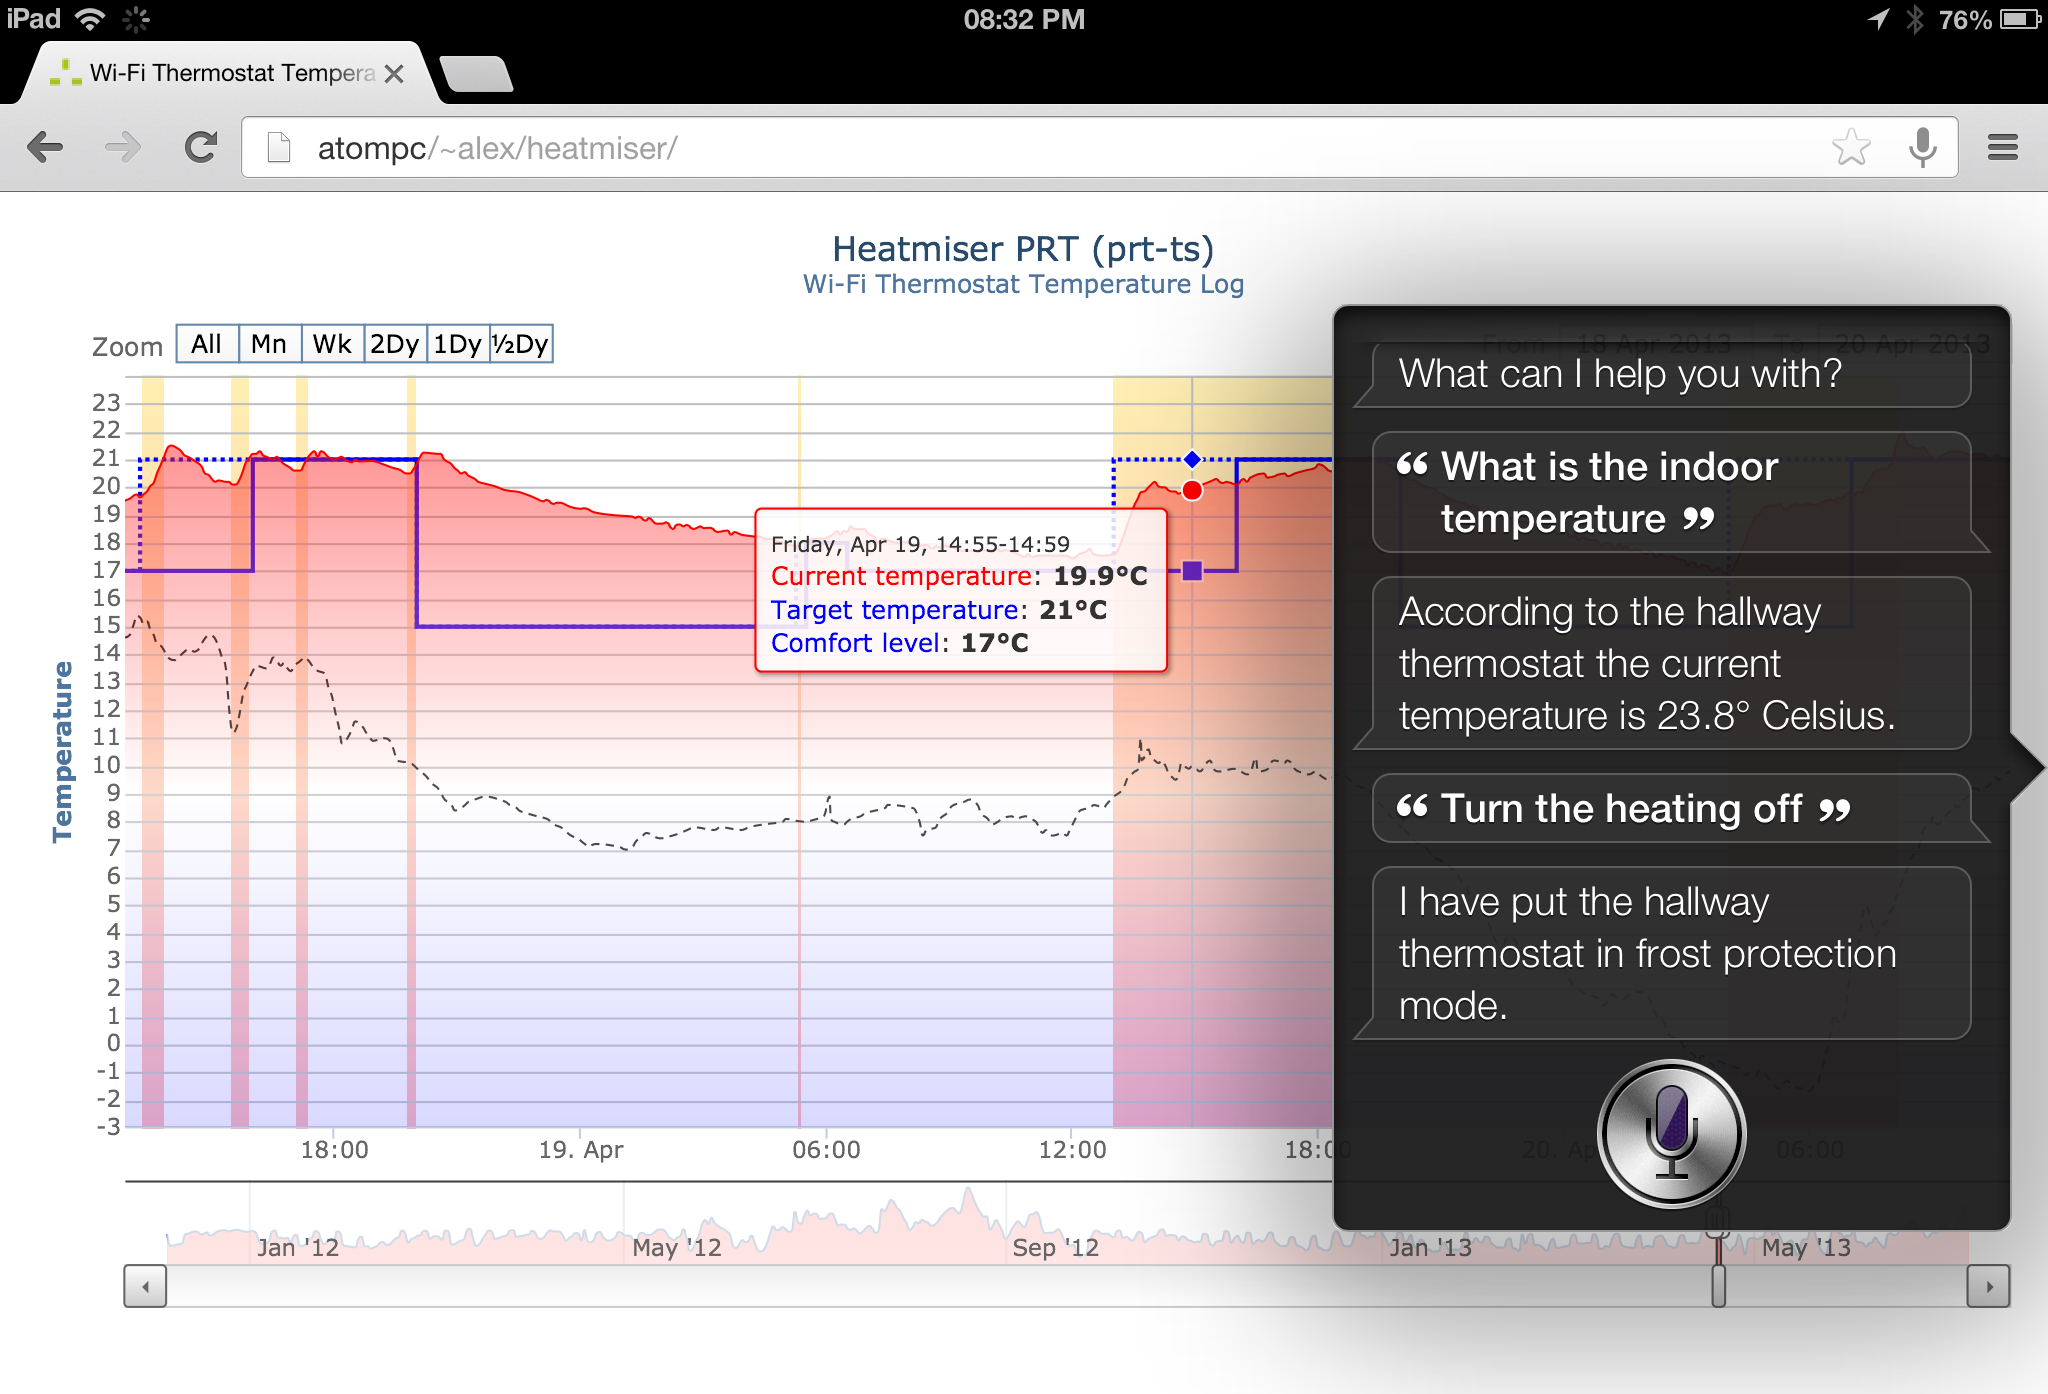 iPad 08:32 PM 76%
Wi-Fi Thermostat Tempera
atompc/~alex/heatmiser/
Heatmiser PRT (prt-ts)
Wi-Fi Thermostat Temperature Log
Zoom All Mn Wk 2Dy 1Dy ½Dy From 18 Apr 2013 To 20 Apr 2013
Temperature
23
22
21
20
19
18
17
16
15
14
13
12
11
10
9
8
7
6
5
4
3
2
1
0
-1
-2
-3
Friday, Apr 19, 14:55-14:59
Current temperature: 19.9°C
Target temperature: 21°C
Comfort level: 17°C
18:00 19. Apr 06:00 12:00 18:00 20. Ap 06:00
Jan '12 May '12 Sep '12 Jan '13 May '13
What can I help you with?
“ What is the indoor
temperature ”
According to the hallway
thermostat the current
temperature is 23.8° Celsius.
“ Turn the heating off ”
I have put the hallway
thermostat in frost protection
mode.